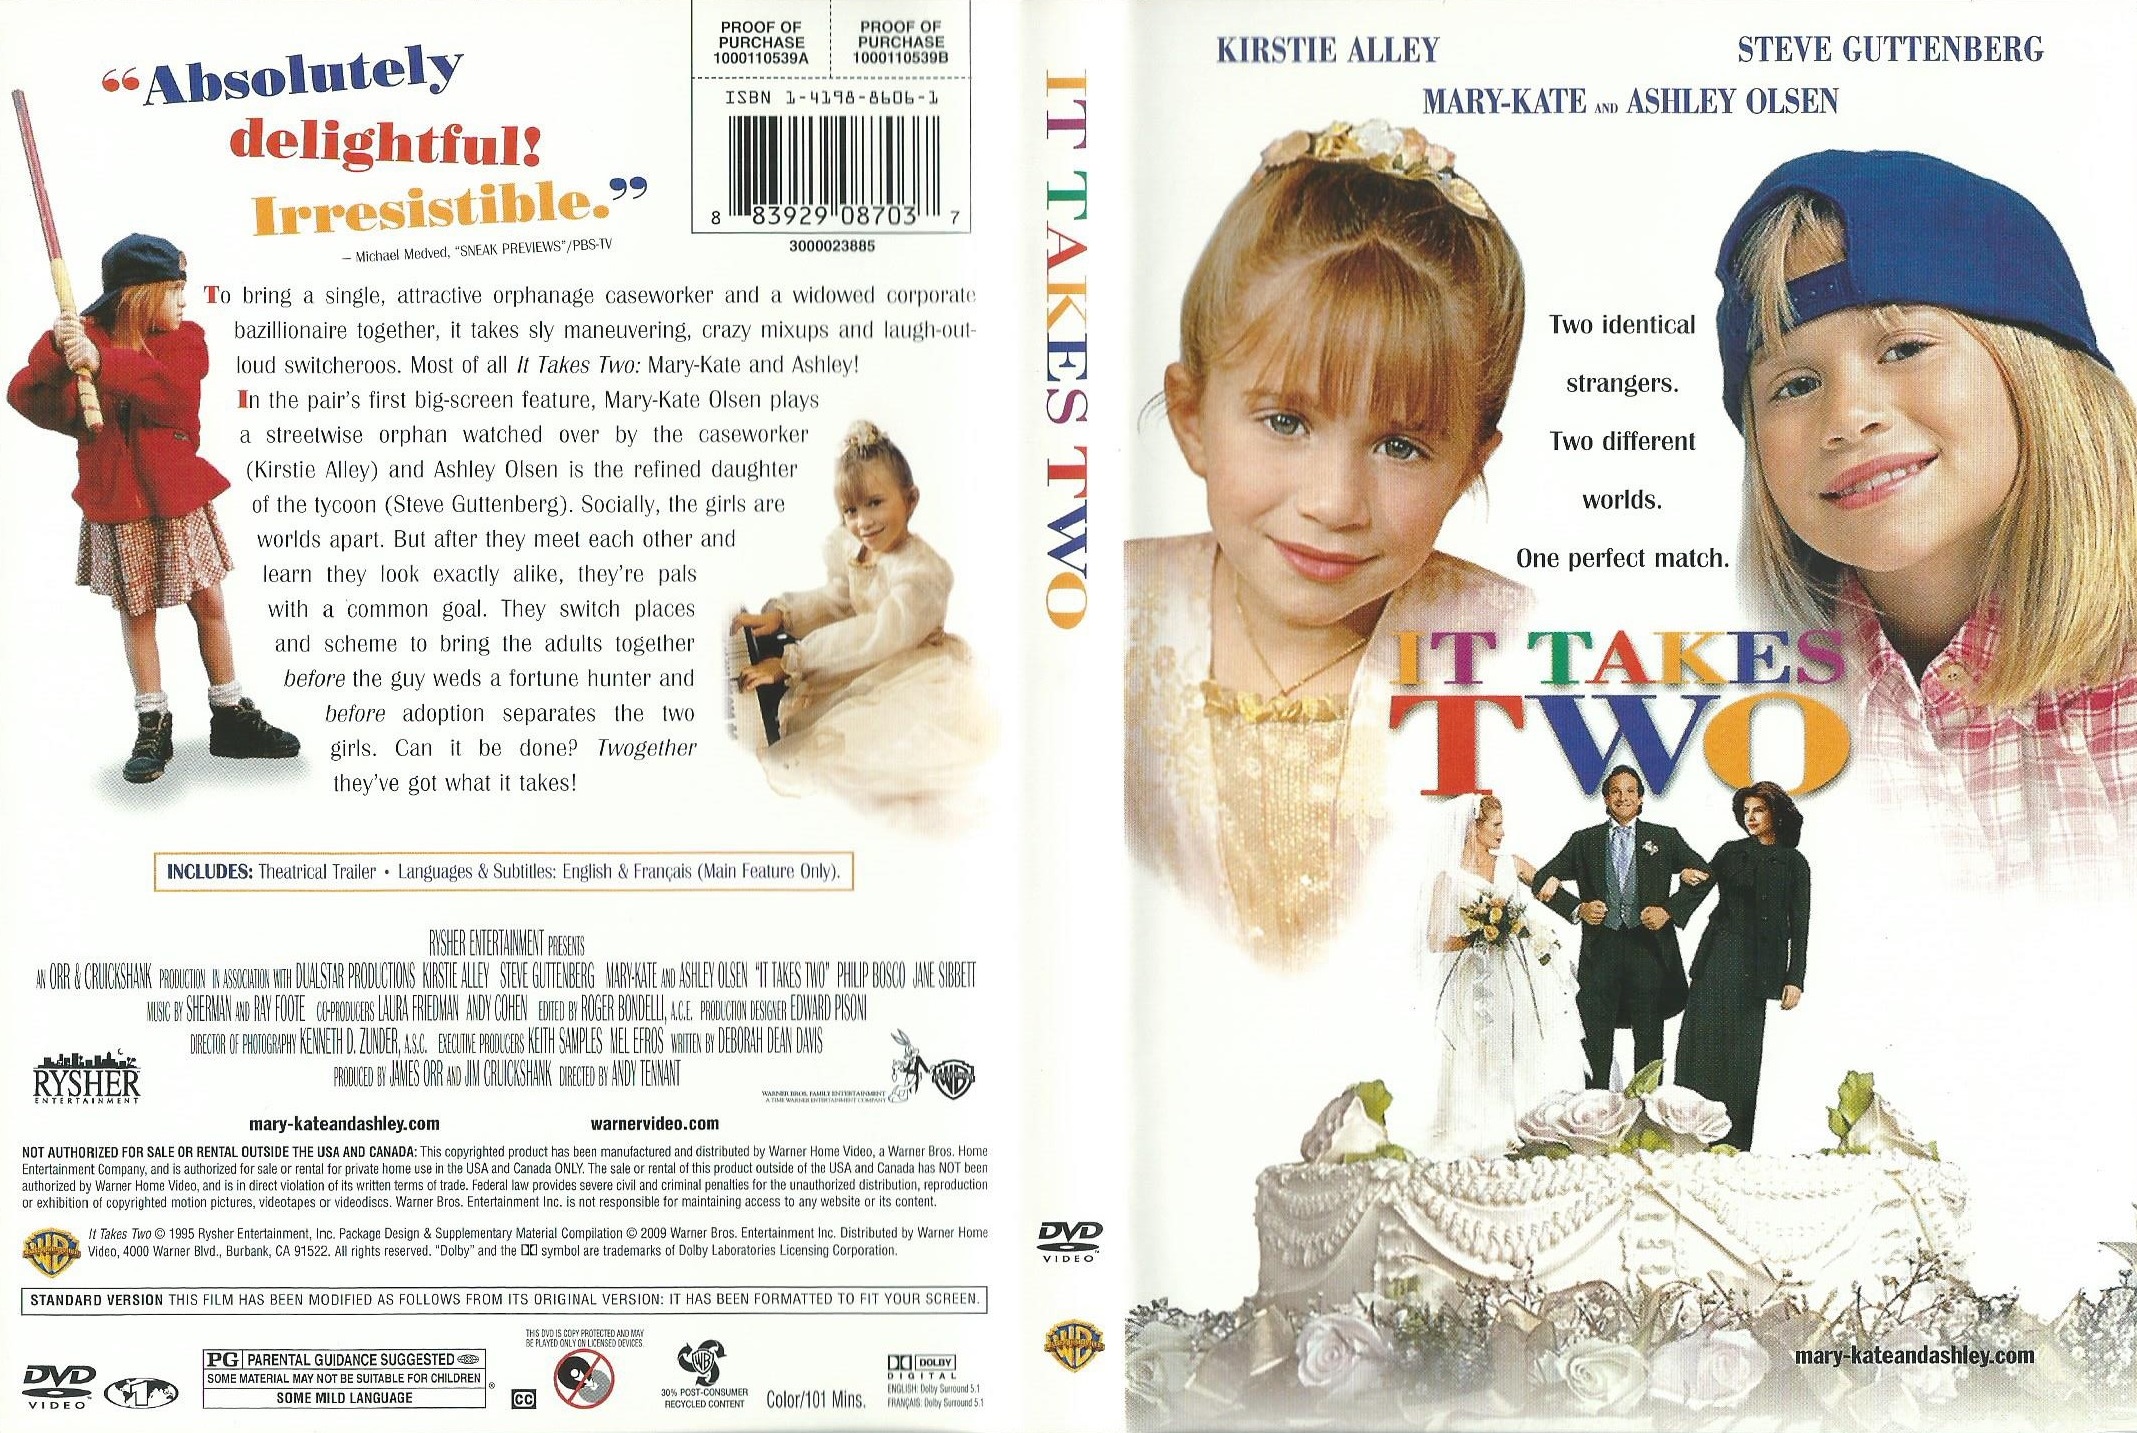 “Absolutely
delightful!
Irresistible.”
– Michael Medved, "SNEAK PREVIEWS"/PBS-TV
PROOF OF
PURCHASE
1000110539A
PROOF OF
PURCHASE
1000110539B
ISBN 1-4198-8606-1
8 83929 08703 7
3000023885
To bring a single, attractive orphanage caseworker and a widowed corporate
bazillionaire together, it takes sly maneuvering, crazy mixups and laugh-out-
loud switcheroos. Most of all It Takes Two: Mary-Kate and Ashley!
In the pair's first big-screen feature, Mary-Kate Olsen plays
a streetwise orphan watched over by the caseworker
(Kirstie Alley) and Ashley Olsen is the refined daughter
of the tycoon (Steve Guttenberg). Socially, the girls are
worlds apart. But after they meet each other and
learn they look exactly alike, they're pals
with a common goal. They switch places
and scheme to bring the adults together
before the guy weds a fortune hunter and
before adoption separates the two
girls. Can it be done? Twogether
they've got what it takes!
INCLUDES: Theatrical Trailer • Languages & Subtitles: English & Français (Main Feature Only).
RYSHER ENTERTAINMENT PRESENTS
AN ORR & CRUICKSHANK PRODUCTION IN ASSOCIATION WITH DUALSTAR PRODUCTIONS KIRSTIE ALLEY STEVE GUTTENBERG MARY-KATE AND ASHLEY OLSEN "IT TAKES TWO" PHILIP BOSCO JANE SIBBETT
MUSIC BY SHERMAN AND RAY FOOTE CO-PRODUCERS LAURA FRIEDMAN ANDY COHEN EDITED BY ROGER BONDELLI, A.C.E. PRODUCTION DESIGNER EDWARD PISONI
DIRECTOR OF PHOTOGRAPHY KENNETH D. ZUNDER, A.S.C. EXECUTIVE PRODUCERS KEITH SAMPLES MEL EFROS WRITTEN BY DEBORAH DEAN DAVIS
PRODUCED BY JAMES ORR AND JIM CRUICKSHANK DIRECTED BY ANDY TENNANT
RYSHER
ENTERTAINMENT
WARNER BROS. FAMILY ENTERTAINMENT
A TIME WARNER ENTERTAINMENT COMPANY
mary-kateandashley.com
warnervideo.com
NOT AUTHORIZED FOR SALE OR RENTAL OUTSIDE THE USA AND CANADA: This copyrighted product has been manufactured and distributed by Warner Home Video, a Warner Bros. Home
Entertainment Company, and is authorized for sale or rental for private home use in the USA and Canada ONLY. The sale or rental of this product outside of the USA and Canada has NOT been
authorized by Warner Home Video, and is in direct violation of its written terms of trade. Federal law provides severe civil and criminal penalties for the unauthorized distribution, reproduction
or exhibition of copyrighted motion pictures, videotapes or videodiscs. Warner Bros. Entertainment Inc. is not responsible for maintaining access to any website or its content.
It Takes Two © 1995 Rysher Entertainment, Inc. Package Design & Supplementary Material Compilation © 2009 Warner Bros. Entertainment Inc. Distributed by Warner Home
Video, 4000 Warner Blvd., Burbank, CA 91522. All rights reserved. "Dolby" and the DD symbol are trademarks of Dolby Laboratories Licensing Corporation.
STANDARD VERSION THIS FILM HAS BEEN MODIFIED AS FOLLOWS FROM ITS ORIGINAL VERSION: IT HAS BEEN FORMATTED TO FIT YOUR SCREEN.
DVD
VIDEO
1
PG PARENTAL GUIDANCE SUGGESTED
SOME MATERIAL MAY NOT BE SUITABLE FOR CHILDREN
SOME MILD LANGUAGE
®
CC
THIS DVD IS COPY PROTECTED AND MAY
BE PLAYED ONLY ON LICENSED DEVICES.
WB
30% POST-CONSUMER
RECYCLED CONTENT
Color/101 Mins.
DOLBY
DIGITAL
ENGLISH: Dolby Surround 5.1
FRANÇAIS: Dolby Surround 5.1
IT TAKES TWO
DVD
VIDEO
KIRSTIE ALLEY
STEVE GUTTENBERG
MARY-KATE AND ASHLEY OLSEN
Two identical
strangers.
Two different
worlds.
One perfect match.
IT TAKES
TWO
mary-kateandashley.com